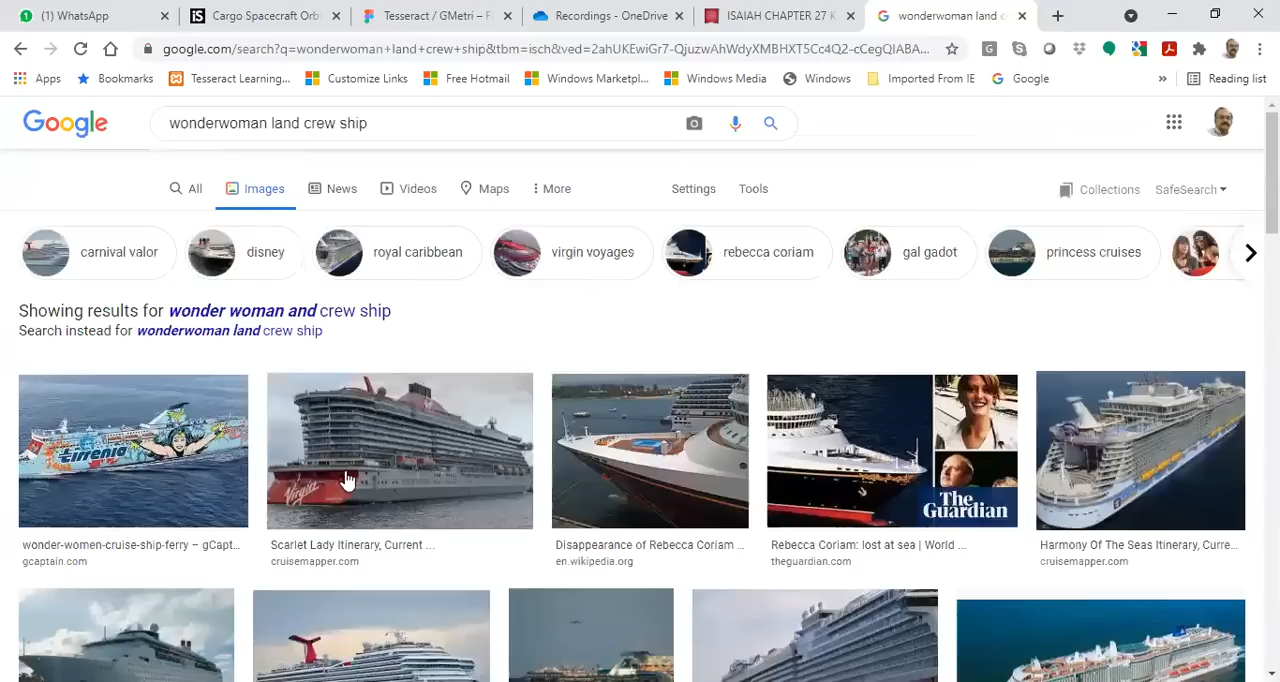 (1) WhatsApp
Cargo Spacecraft Orb
Tesseract / GMetri – Fi
Recordings - OneDrive
ISAIAH CHAPTER 27 K
wonderwoman land c
google.com/search?q=wonderwoman+land+crew+ship&tbm=isch&ved=2ahUKEwiGr7-QjuzwAhWdyXMBHXT5Cc4Q2-cCegQIABA...
Apps
Bookmarks
Tesseract Learning...
Customize Links
Free Hotmail
Windows Marketpl...
Windows Media
Windows
Imported From IE
Google
»
Reading list
Google
wonderwoman land crew ship
All
Images
News
Videos
Maps
More
Settings
Tools
Collections
SafeSearch
carnival valor
disney
royal caribbean
virgin voyages
rebecca coriam
gal gadot
princess cruises
Showing results for wonder woman and crew ship
Search instead for wonderwoman land crew ship
Tirrenia
Virgin
The
Guardian
wonder-women-cruise-ship-ferry – gCapt...
gcaptain.com
Scarlet Lady Itinerary, Current ...
cruisemapper.com
Disappearance of Rebecca Coriam ...
en.wikipedia.org
Rebecca Coriam: lost at sea | World ...
theguardian.com
Harmony Of The Seas Itinerary, Curre...
cruisemapper.com